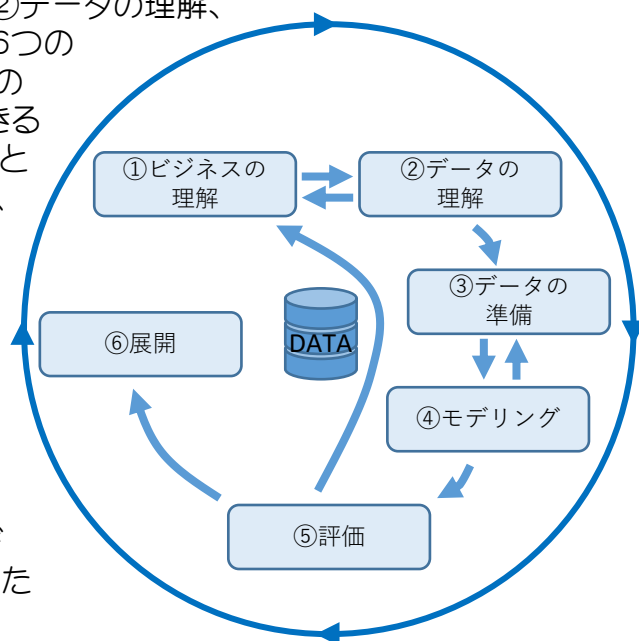 ②データの理解、
6つの
の
きる
と
、
た
①ビジネスの
理解
②データの
理解
③データの
準備
DATA
⑥展開
④モデリング
⑤評価